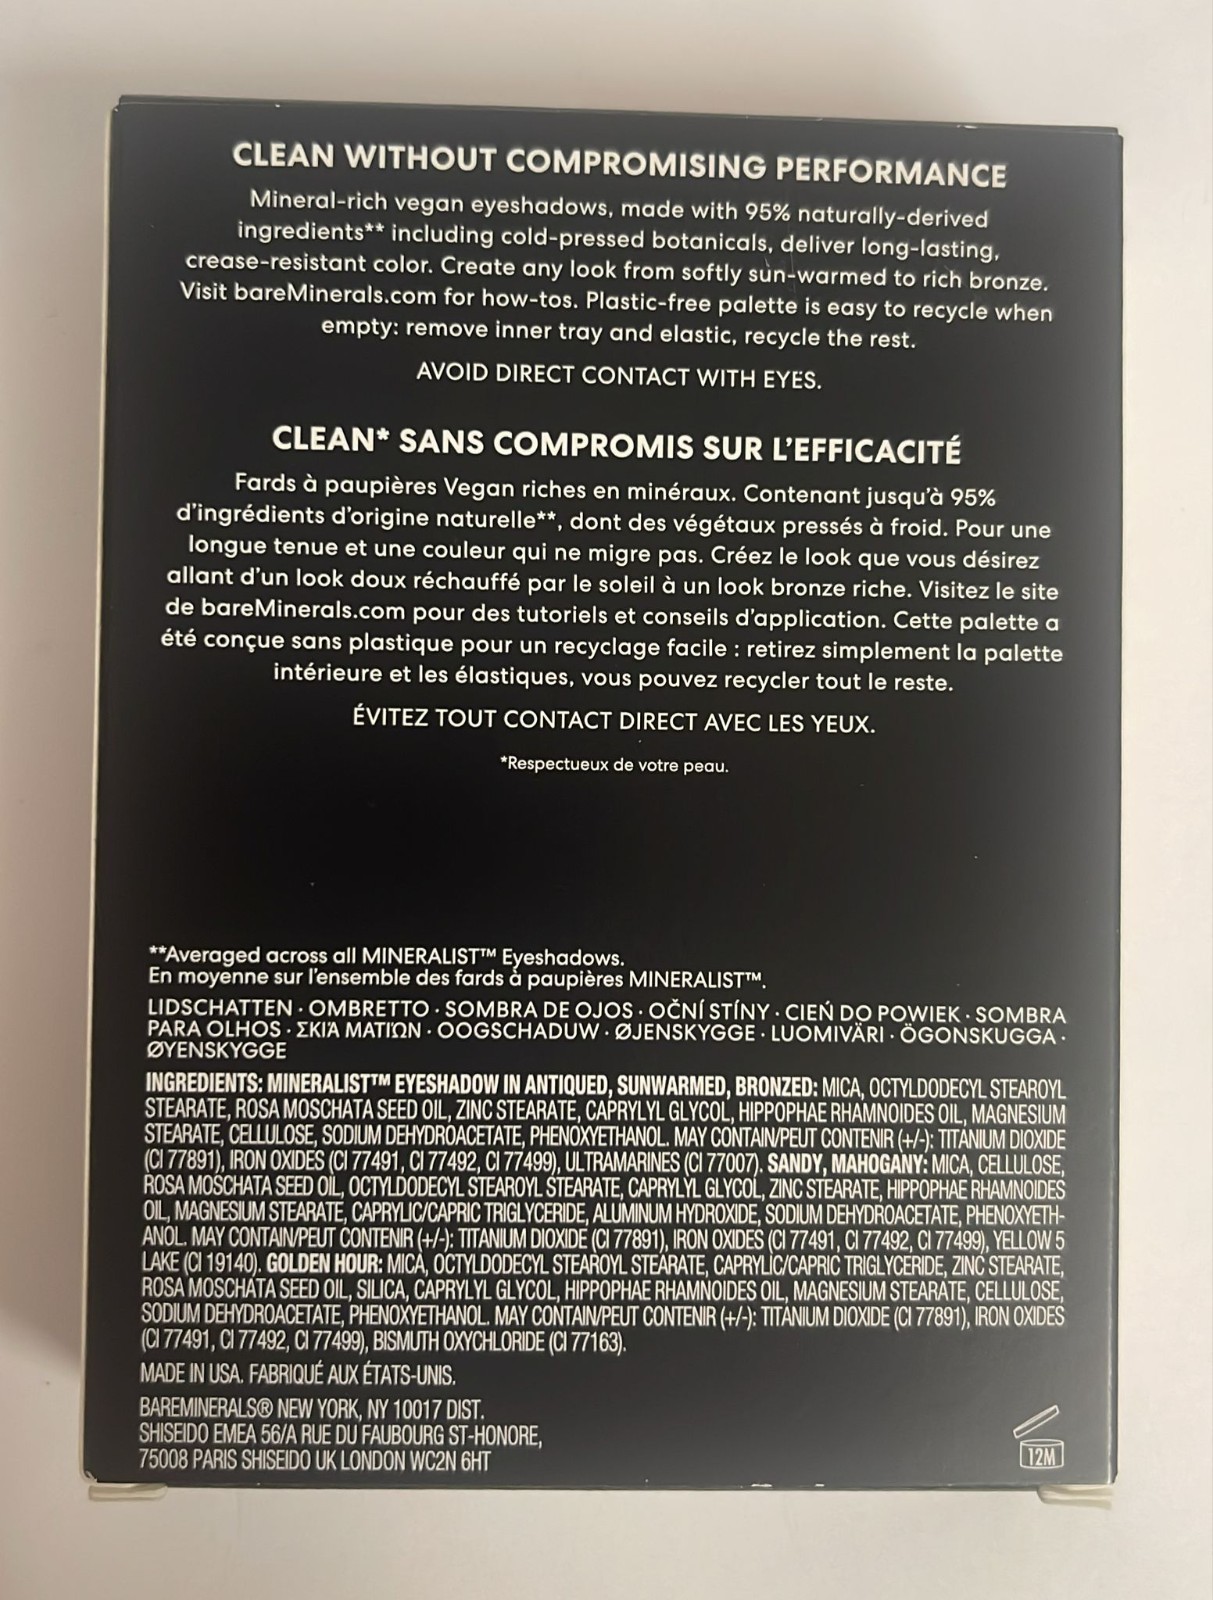 CLEAN WITHOUT COMPROMISING PERFORMANCE
Mineral-rich vegan eyeshadows, made with 95% naturally-derived
ingredients** including cold-pressed botanicals, deliver long-lasting,
crease-resistant color. Create any look from softly sun-warmed to rich bronze.
Visit bareMinerals.com for how-tos. Plastic-free palette is easy to recycle when
empty: remove inner tray and elastic, recycle the rest.
AVOID DIRECT CONTACT WITH EYES.
CLEAN* SANS COMPROMIS SUR L'EFFICACITÉ
Fards à paupières Vegan riches en minéraux. Contenant jusqu'à 95%
d'ingrédients d'origine naturelle**, dont des végétaux pressés à froid. Pour une
longue tenue et une couleur qui ne migre pas. Créez le look que vous désirez
allant d'un look doux réchauffé par le soleil à un look bronze riche. Visitez le site
de bareMinerals.com pour des tutoriels et conseils d'application. Cette palette a
été conçue sans plastique pour un recyclage facile : retirez simplement la palette
intérieure et les élastiques, vous pouvez recycler tout le reste.
ÉVITEZ TOUT CONTACT DIRECT AVEC LES YEUX.
*Respectueux de votre peau.
**Averaged across all MINERALIST™ Eyeshadows.
En moyenne sur l'ensemble des fards à paupières MINERALIST™.
LIDSCHATTEN · OMBRETTO · SOMBRA DE OJOS · OČNÍ STÍNY · CIEŃ DO POWIEK · SOMBRA
PARA OLHOS · ΣΚΙΆ ΜΑΤΙΏΝ · OOGSCHADUW · ØJENSKYGGE · LUOMIVÄRI · ÖGONSKUGGA ·
ØYENSKYGGE
INGREDIENTS: MINERALIST™ EYESHADOW IN ANTIQUED, SUNWARMED, BRONZED: MICA, OCTYLDODECYL STEAROYL
STEARATE, ROSA MOSCHATA SEED OIL, ZINC STEARATE, CAPRYLYL GLYCOL, HIPPOPHAE RHAMNOIDES OIL, MAGNESIUM
STEARATE, CELLULOSE, SODIUM DEHYDROACETATE, PHENOXYETHANOL. MAY CONTAIN/PEUT CONTENIR (+/-): TITANIUM DIOXIDE
(CI 77891), IRON OXIDES (CI 77491, CI 77492, CI 77499), ULTRAMARINES (CI 77007). SANDY, MAHOGANY: MICA, CELLULOSE,
ROSA MOSCHATA SEED OIL, OCTYLDODECYL STEAROYL STEARATE, CAPRYLYL GLYCOL, ZINC STEARATE, HIPPOPHAE RHAMNOIDES
OIL, MAGNESIUM STEARATE, CAPRYLIC/CAPRIC TRIGLYCERIDE, ALUMINUM HYDROXIDE, SODIUM DEHYDROACETATE, PHENOXYETH-
ANOL. MAY CONTAIN/PEUT CONTENIR (+/-): TITANIUM DIOXIDE (CI 77891), IRON OXIDES (CI 77491, CI 77492, CI 77499), YELLOW 5
LAKE (CI 19140). GOLDEN HOUR: MICA, OCTYLDODECYL STEAROYL STEARATE, CAPRYLIC/CAPRIC TRIGLYCERIDE, ZINC STEARATE,
ROSA MOSCHATA SEED OIL, SILICA, CAPRYLYL GLYCOL, HIPPOPHAE RHAMNOIDES OIL, MAGNESIUM STEARATE, CELLULOSE,
SODIUM DEHYDROACETATE, PHENOXYETHANOL. MAY CONTAIN/PEUT CONTENIR (+/-): TITANIUM DIOXIDE (CI 77891), IRON OXIDES
(CI 77491, CI 77492, CI 77499), BISMUTH OXYCHLORIDE (CI 77163).
MADE IN USA. FABRIQUÉ AUX ÉTATS-UNIS.
BAREMINERALS® NEW YORK, NY 10017 DIST.
SHISEIDO EMEA 56/A RUE DU FAUBOURG ST-HONORE,
75008 PARIS SHISEIDO UK LONDON WC2N 6HT
12M